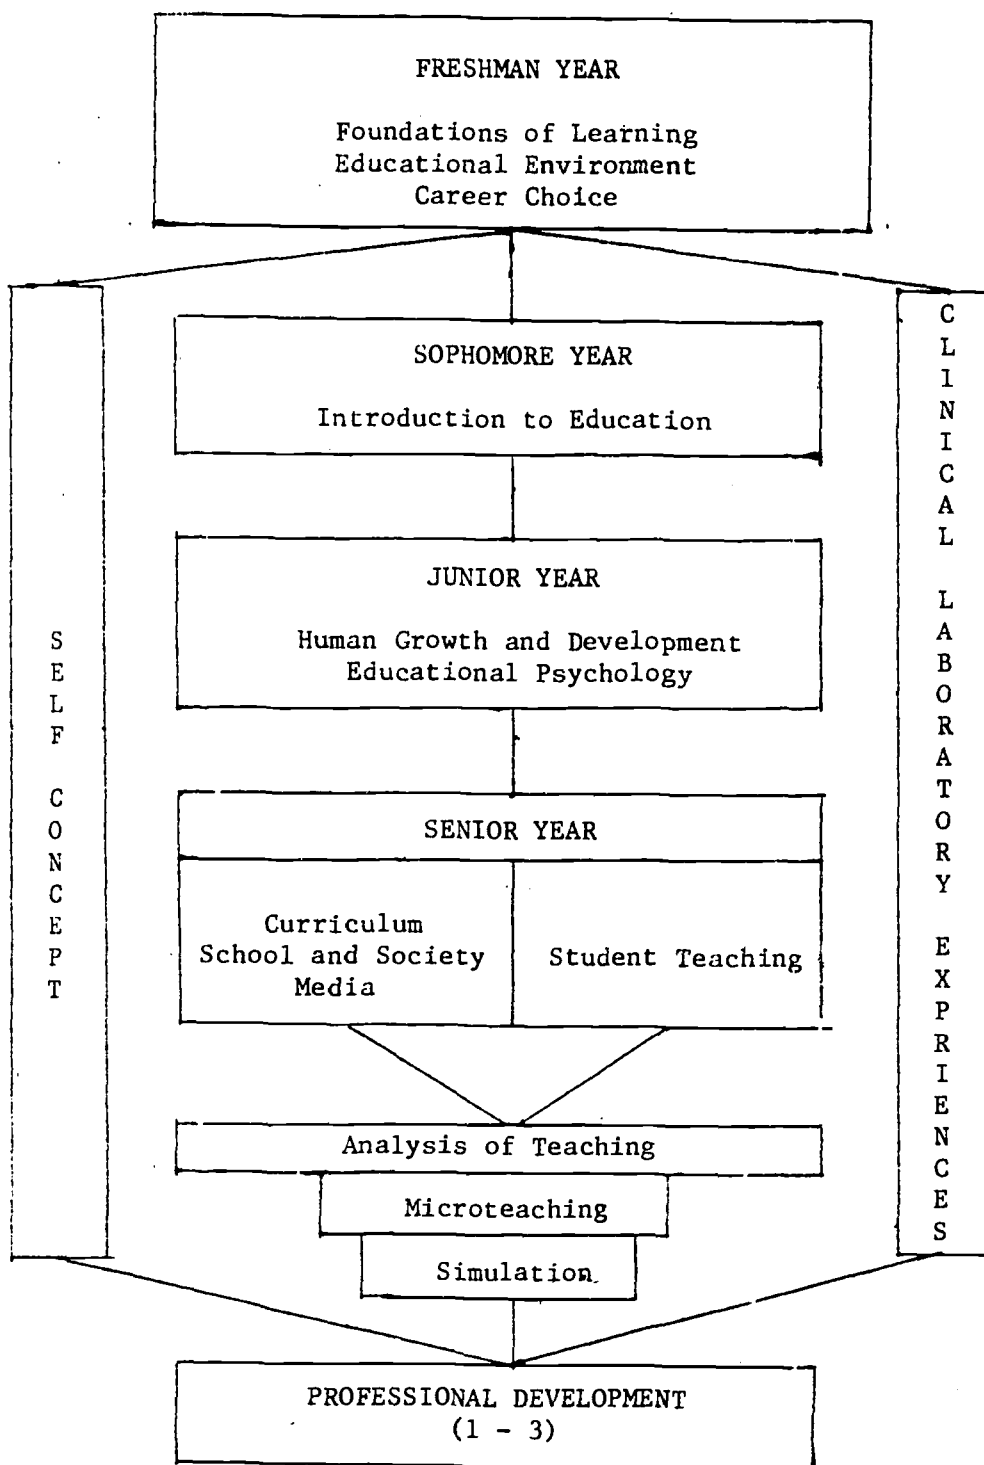 FRESHMAN YEAR
Foundations of Learning
Educational Environment
Career Choice
SELF CONCEPT
SOPHOMORE YEAR
Introduction to Education
JUNIOR YEAR
Human Growth and Development
Educational Psychology
SENIOR YEAR
Curriculum
School and Society
Media
Student Teaching
Analysis of Teaching
Microteaching
Simulation
CL1NICAL LABORATORY EXPRIENCES
PROFESSIONAL DEVELOPMENT
(1 - 3)